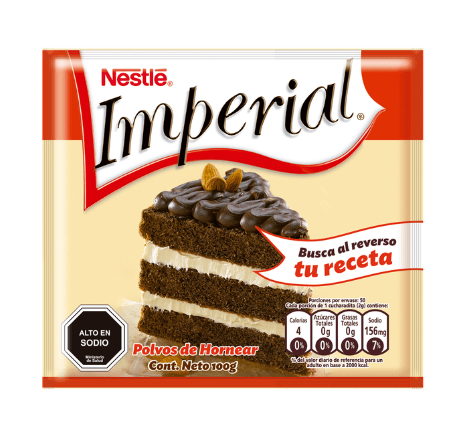 Nestlé®
Imperial®
Busca al reverso
tu receta
Porciones por envase: 50
Cada porción de 1 cucharadita (2g) contiene:
Calorías 4 0%
Azúcares Totales 0g 0%
Grasas Totales 0g 0%
Sodio 156mg 7%
% del valor diario de referencia para un
adulto en base a 2000 kcal.
ALTO EN
SODIO
Ministerio
de Salud
Polvos de Hornear
Cont. Neto 100g